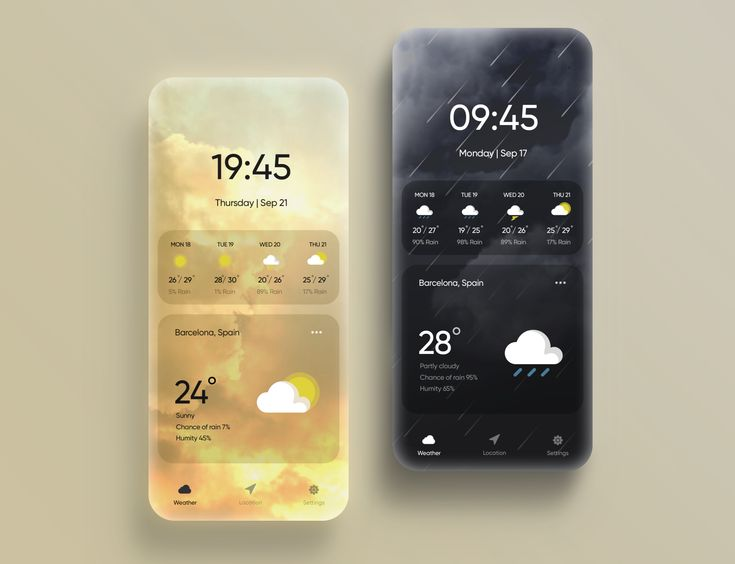 19:45
Thursday | Sep 21
MON 18 TUE 19 WED 20 THU 21
26°/ 29° 28/ 30° 20°/ 26° 25°/ 29°
5% Rain 1% Rain 89% Rain 17% Rain
Barcelona, Spain
24°
Sunny
Chance of rain 7%
Humity 45%
Weather Location Settings
09:45
Monday | Sep 17
MON 18 TUE 19 WED 20 THU 21
20°/ 27° 19°/ 25° 20°/ 26° 25°/ 29°
90% Rain 98% Rain 89% Rain 17% Rain
Barcelona, Spain
28°
Partly cloudy
Chance of rain 95%
Humity 65%
Weather Location Settings